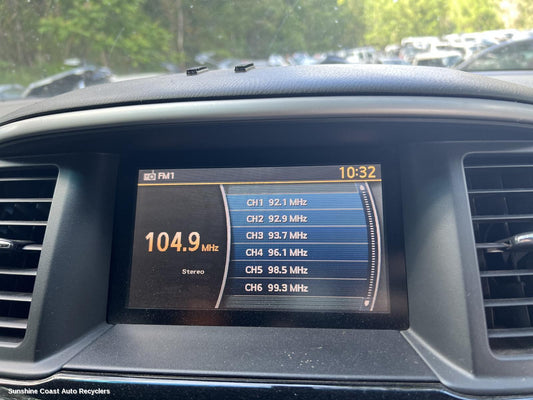 FM1
10:32
104.9 MHz
Stereo
CH1 92.1 MHz
CH2 92.9 MHz
CH3 93.7 MHz
CH4 96.1 MHz
CH5 98.5 MHz
CH6 99.3 MHz
Sunshine Coast Auto Recyclers